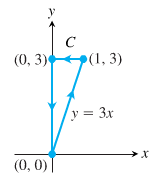 y
C
(0, 3)
(1, 3)
y = 3x
x
(0, 0)